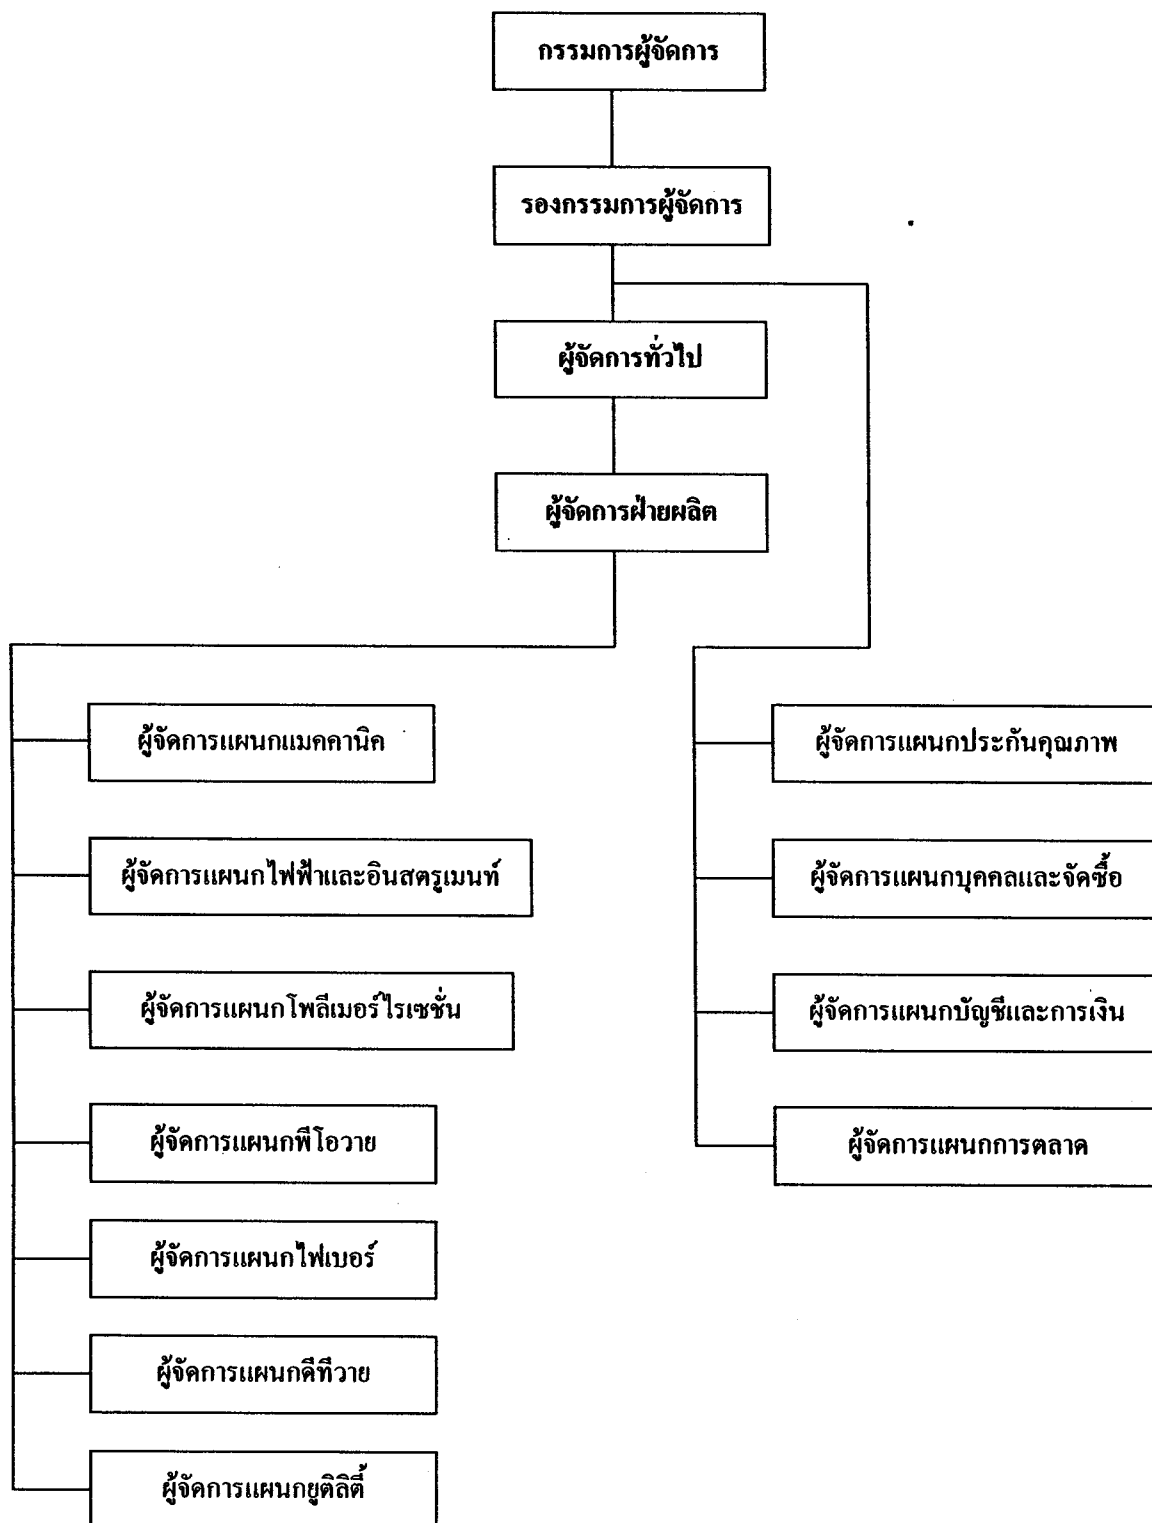 กรรมการผู้จัดการ
รองกรรมการผู้จัดการ
ผู้จัดการทั่วไป
ผู้จัดการฝ่ายผลิต
ผู้จัดการแผนกแมคคานิค
ผู้จัดการแผนกไฟฟ้าและอินสตรูเมนท์
ผู้จัดการแผนกโพลีเมอร์ไรเซชั่น
ผู้จัดการแผนกพีโอวาย
ผู้จัดการแผนกไฟเบอร์
ผู้จัดการแผนกดีทีวาย
ผู้จัดการแผนกยูติลิตี้
ผู้จัดการแผนกประกันคุณภาพ
ผู้จัดการแผนกบุคคลและจัดซื้อ
ผู้จัดการแผนกบัญชีและการเงิน
ผู้จัดการแผนกการตลาด